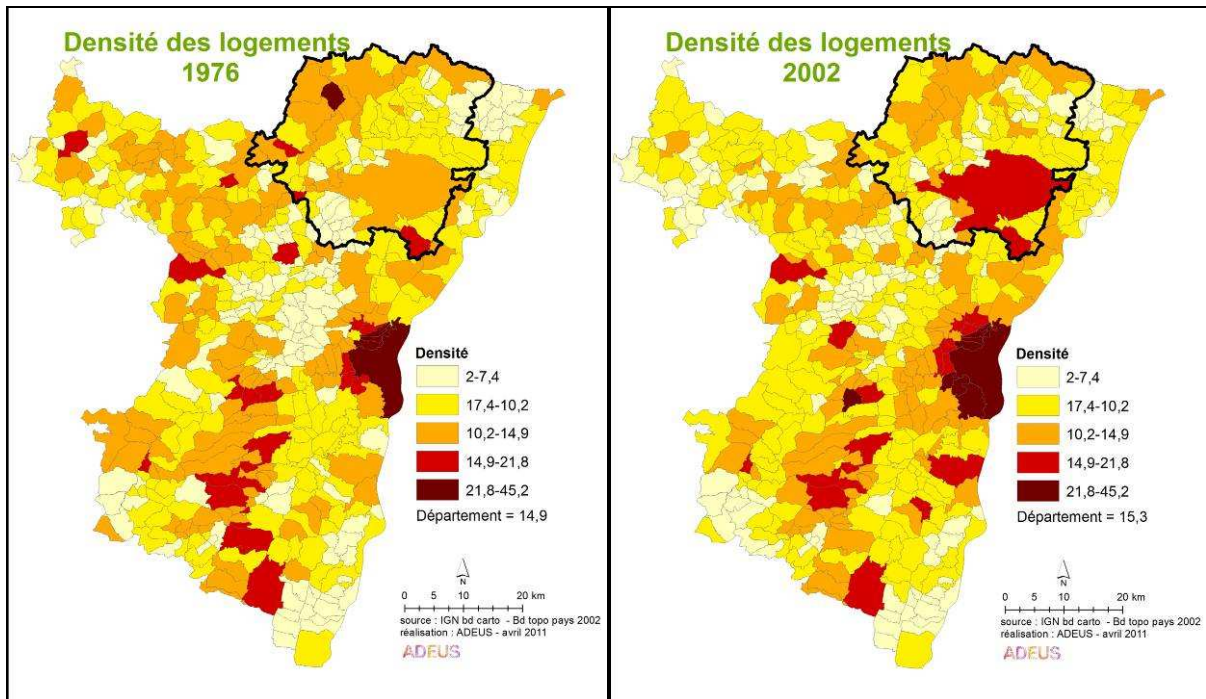 Densité des logements
1976
Densité
2-7,4
17,4-10,2
10,2-14,9
14,9-21,8
21,8-45,2
Département = 14,9
N
0 5 10 20 km
source : IGN bd carto - Bd topo pays 2002
réalisation : ADEUS - avril 2011
ADEUS
Densité des logements
2002
Densité
2-7,4
17,4-10,2
10,2-14,9
14,9-21,8
21,8-45,2
Département = 15,3
N
0 5 10 20 km
source : IGN bd carto - Bd topo pays 2002
réalisation : ADEUS - avril 2011
ADEUS